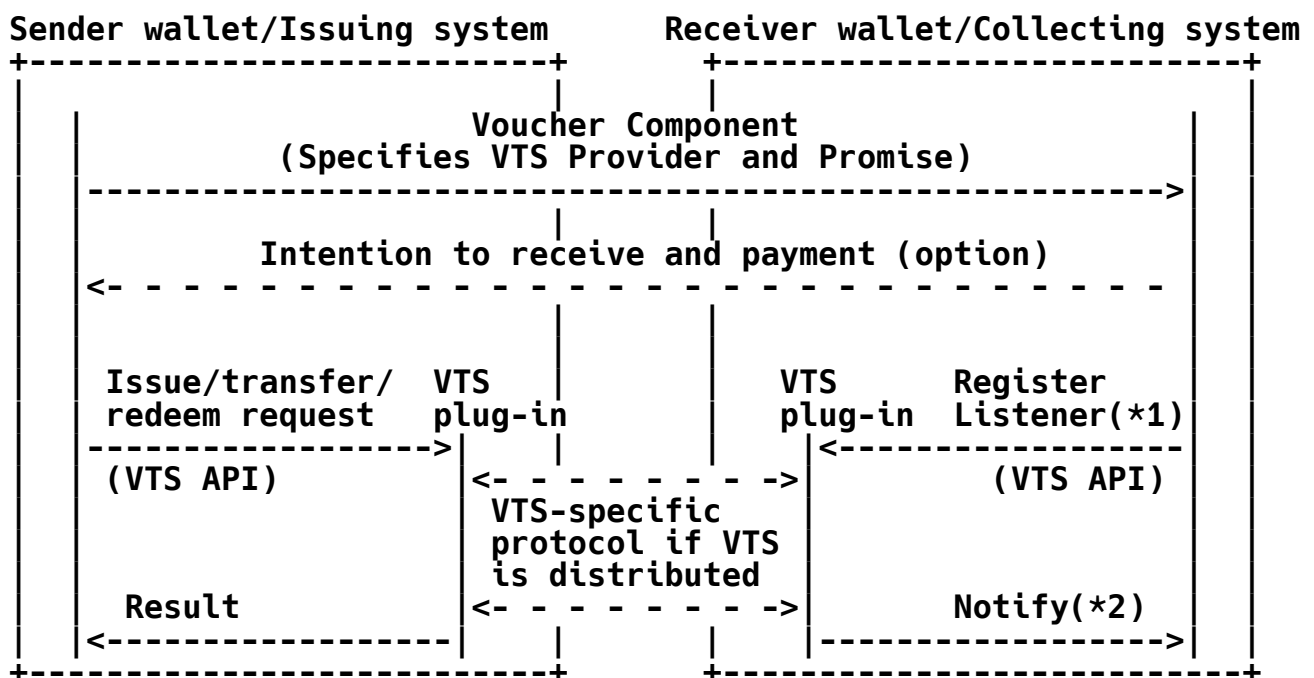 Sender wallet/Issuing system Receiver wallet/Collecting system
Voucher Component
(Specifies VTS Provider and Promise)
Intention to receive and payment (option)
Issue/transfer/ VTS VTS Register
redeem request plug-in plug-in Listener(*1)
(VTS API) (VTS API)
VTS-specific
protocol if VTS
is distributed
Result Notify(*2)